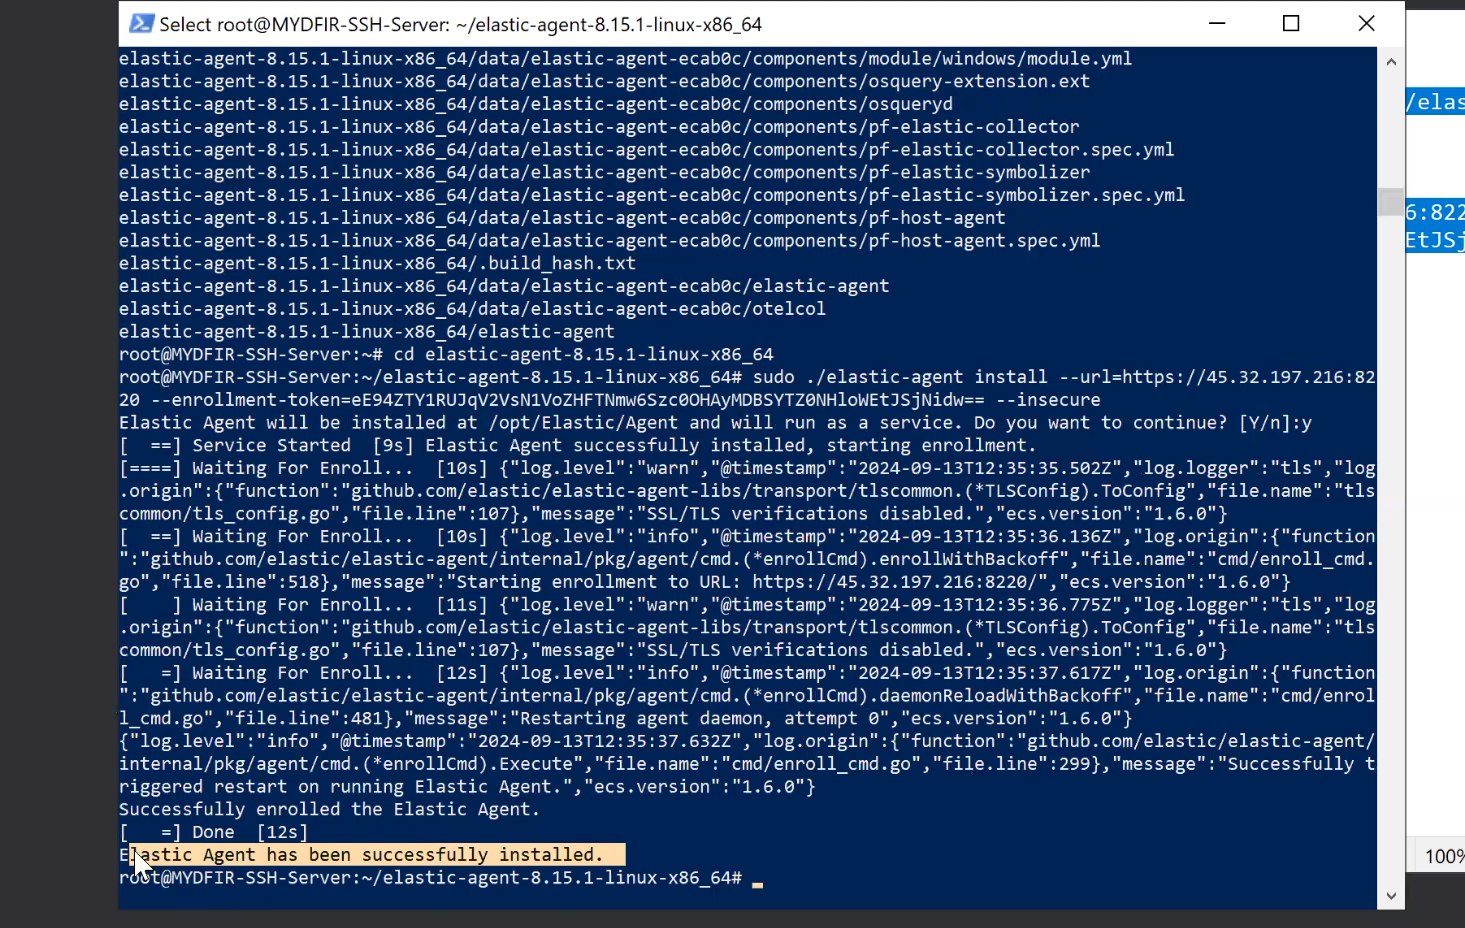 Select root@MYDFIR-SSH-Server: ~/elastic-agent-8.15.1-linux-x86_64
elastic-agent-8.15.1-linux-x86_64/data/elastic-agent-ecab0c/components/module/windows/module.yml
elastic-agent-8.15.1-linux-x86_64/data/elastic-agent-ecab0c/components/osquery-extension.ext
elastic-agent-8.15.1-linux-x86_64/data/elastic-agent-ecab0c/components/osqueryd
elastic-agent-8.15.1-linux-x86_64/data/elastic-agent-ecab0c/components/pf-elastic-collector
elastic-agent-8.15.1-linux-x86_64/data/elastic-agent-ecab0c/components/pf-elastic-collector.spec.yml
elastic-agent-8.15.1-linux-x86_64/data/elastic-agent-ecab0c/components/pf-elastic-symbolizer
elastic-agent-8.15.1-linux-x86_64/data/elastic-agent-ecab0c/components/pf-elastic-symbolizer.spec.yml
elastic-agent-8.15.1-linux-x86_64/data/elastic-agent-ecab0c/components/pf-host-agent
elastic-agent-8.15.1-linux-x86_64/data/elastic-agent-ecab0c/components/pf-host-agent.spec.yml
elastic-agent-8.15.1-linux-x86_64/.build_hash.txt
elastic-agent-8.15.1-linux-x86_64/data/elastic-agent-ecab0c/elastic-agent
elastic-agent-8.15.1-linux-x86_64/data/elastic-agent-ecab0c/otelcol
elastic-agent-8.15.1-linux-x86_64/elastic-agent
root@MYDFIR-SSH-Server:~# cd elastic-agent-8.15.1-linux-x86_64
root@MYDFIR-SSH-Server:~/elastic-agent-8.15.1-linux-x86_64# sudo ./elastic-agent install --url=https://45.32.197.216:82
20 --enrollment-token=eE94ZTY1RUJqV2VsN1VoZHFTNmw6Szc0OHAyMDBSYTZ0NHloWEtJSjNidw== --insecure
Elastic Agent will be installed at /opt/Elastic/Agent and will run as a service. Do you want to continue? [Y/n]:y
[  ==] Service Started  [9s] Elastic Agent successfully installed, starting enrollment.
[====] Waiting For Enroll...  [10s] {"log.level":"warn","@timestamp":"2024-09-13T12:35:35.502Z","log.logger":"tls","log
.origin":{"function":"github.com/elastic/elastic-agent-libs/transport/tlscommon.(*TLSConfig).ToConfig","file.name":"tls
common/tls_config.go","file.line":107},"message":"SSL/TLS verifications disabled.","ecs.version":"1.6.0"}
[  ==] Waiting For Enroll...  [10s] {"log.level":"info","@timestamp":"2024-09-13T12:35:36.136Z","log.origin":{"function
":"github.com/elastic/elastic-agent/internal/pkg/agent/cmd.(*enrollCmd).enrollWithBackoff","file.name":"cmd/enroll_cmd.
go","file.line":518},"message":"Starting enrollment to URL: https://45.32.197.216:8220/","ecs.version":"1.6.0"}
[    ] Waiting For Enroll...  [11s] {"log.level":"warn","@timestamp":"2024-09-13T12:35:36.775Z","log.logger":"tls","log
.origin":{"function":"github.com/elastic/elastic-agent-libs/transport/tlscommon.(*TLSConfig).ToConfig","file.name":"tls
common/tls_config.go","file.line":107},"message":"SSL/TLS verifications disabled.","ecs.version":"1.6.0"}
[   =] Waiting For Enroll...  [12s] {"log.level":"info","@timestamp":"2024-09-13T12:35:37.617Z","log.origin":{"function
":"github.com/elastic/elastic-agent/internal/pkg/agent/cmd.(*enrollCmd).daemonReloadWithBackoff","file.name":"cmd/enrol
l_cmd.go","file.line":481},"message":"Restarting agent daemon, attempt 0","ecs.version":"1.6.0"}
{"log.level":"info","@timestamp":"2024-09-13T12:35:37.632Z","log.origin":{"function":"github.com/elastic/elastic-agent/
internal/pkg/agent/cmd.(*enrollCmd).Execute","file.name":"cmd/enroll_cmd.go","file.line":299},"message":"Successfully t
riggered restart on running Elastic Agent.","ecs.version":"1.6.0"}
Successfully enrolled the Elastic Agent.
[   =] Done  [12s]
Elastic Agent has been successfully installed.
root@MYDFIR-SSH-Server:~/elastic-agent-8.15.1-linux-x86_64#
/elas
6:822
EtJSj
100%